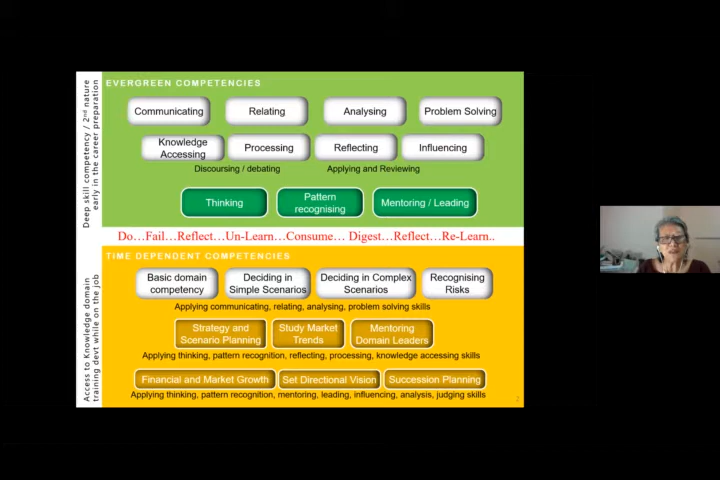 Deep skill competency / 2nd nature
early in the career preparation
EVERGREEN COMPETENCIES
Communicating
Relating
Analysing
Problem Solving
Knowledge
Accessing
Processing
Reflecting
Influencing
Discoursing / debating
Applying and Reviewing
Thinking
Pattern
recognising
Mentoring / Leading
Do…Fail…Reflect…Un-Learn…Consume… Digest…Reflect…Re-Learn..
Access to Knowledge domain
training devt while on the job
TIME DEPENDENT COMPETENCIES
Basic domain
competency
Deciding in
Simple Scenarios
Deciding in Complex
Scenarios
Recognising
Risks
Applying communicating, relating, analysing, problem solving skills
Strategy and
Scenario Planning
Study Market
Trends
Mentoring
Domain Leaders
Applying thinking, pattern recognition, reflecting, processing, knowledge accessing skills
Financial and Market Growth
Set Directional Vision
Succession Planning
Applying thinking, pattern recognition, mentoring, leading, influencing, analysis, judging skills
2